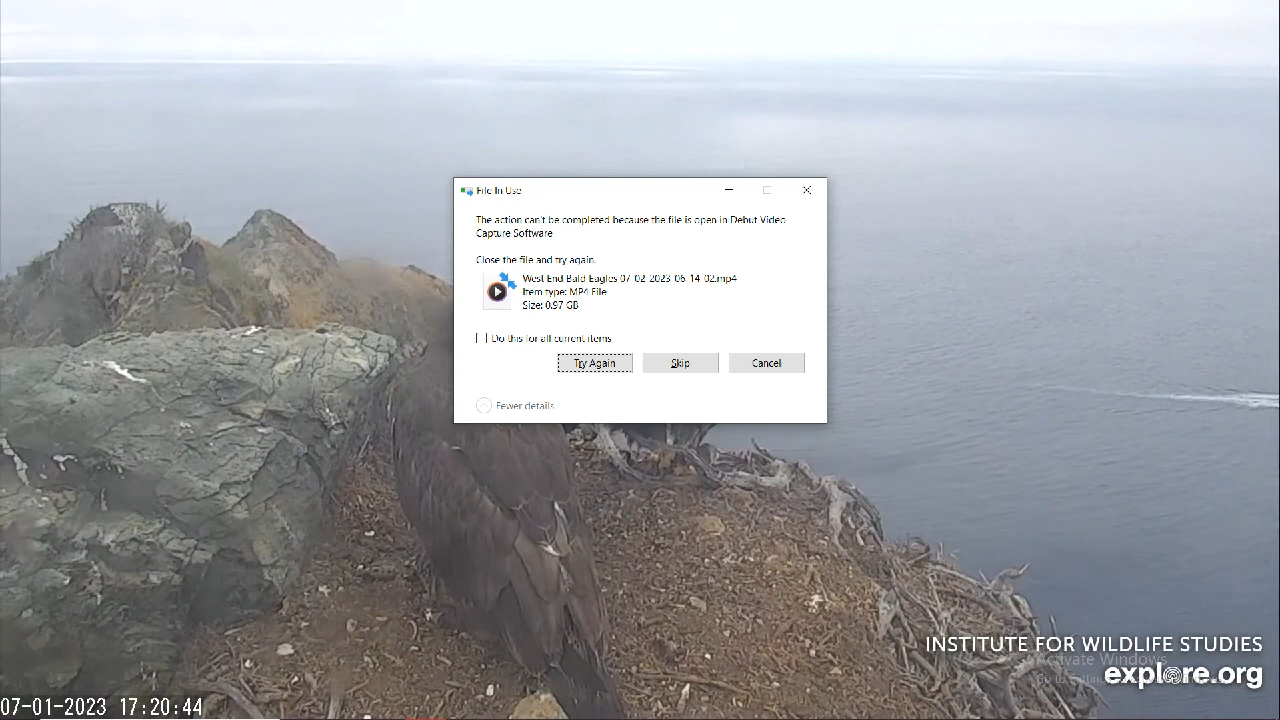 File In Use
The action can't be completed because the file is open in Debut Video
Capture Software
Close the file and try again.
West End Bald Eagles 07-02-2023-06-14-02.mp4
Item type: MP4 File
Size: 0.97 GB
Do this for all current items
Try Again
Skip
Cancel
Fewer details
INSTITUTE FOR WILDLIFE STUDIES
Activate Windows
Go to Settings
explore.org
07-01-2023 17:20:44